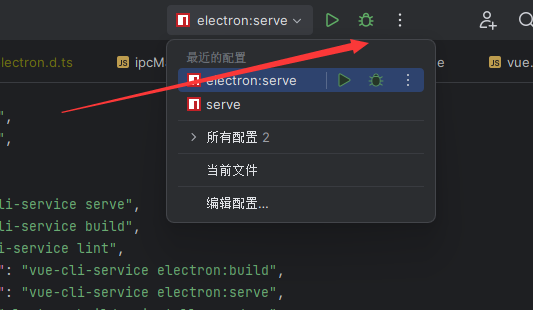 electron:serve
lectron.d.ts
JS ipcM
e
JS vue.
最近的配置
electron:serve
serve
所有配置 2
当前文件
编辑配置...
",
",
li-service serve",
li-service build",
i-service lint",
": "vue-cli-service electron:build",
": "vue-cli-service electron:serve",